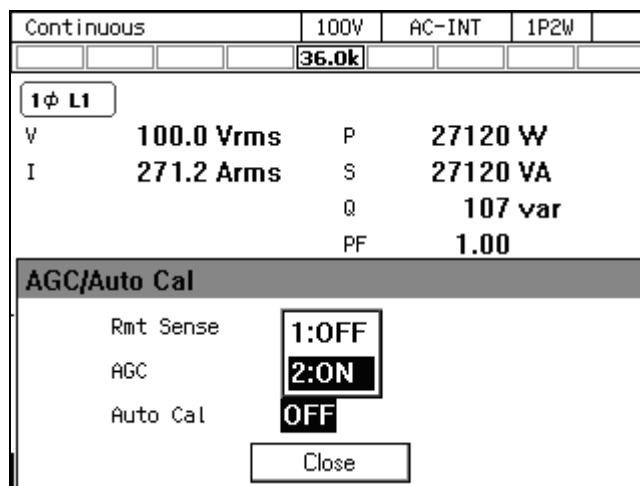 Continuous 100V AC-INT 1P2W
36.0k
1ϕ L1
V 100.0 Vrms P 27120 W
I 271.2 Arms S 27120 VA
Q 107 var
PF 1.00
AGC/Auto Cal
Rmt Sense 1:OFF
AGC 2:ON
Auto Cal OFF
Close